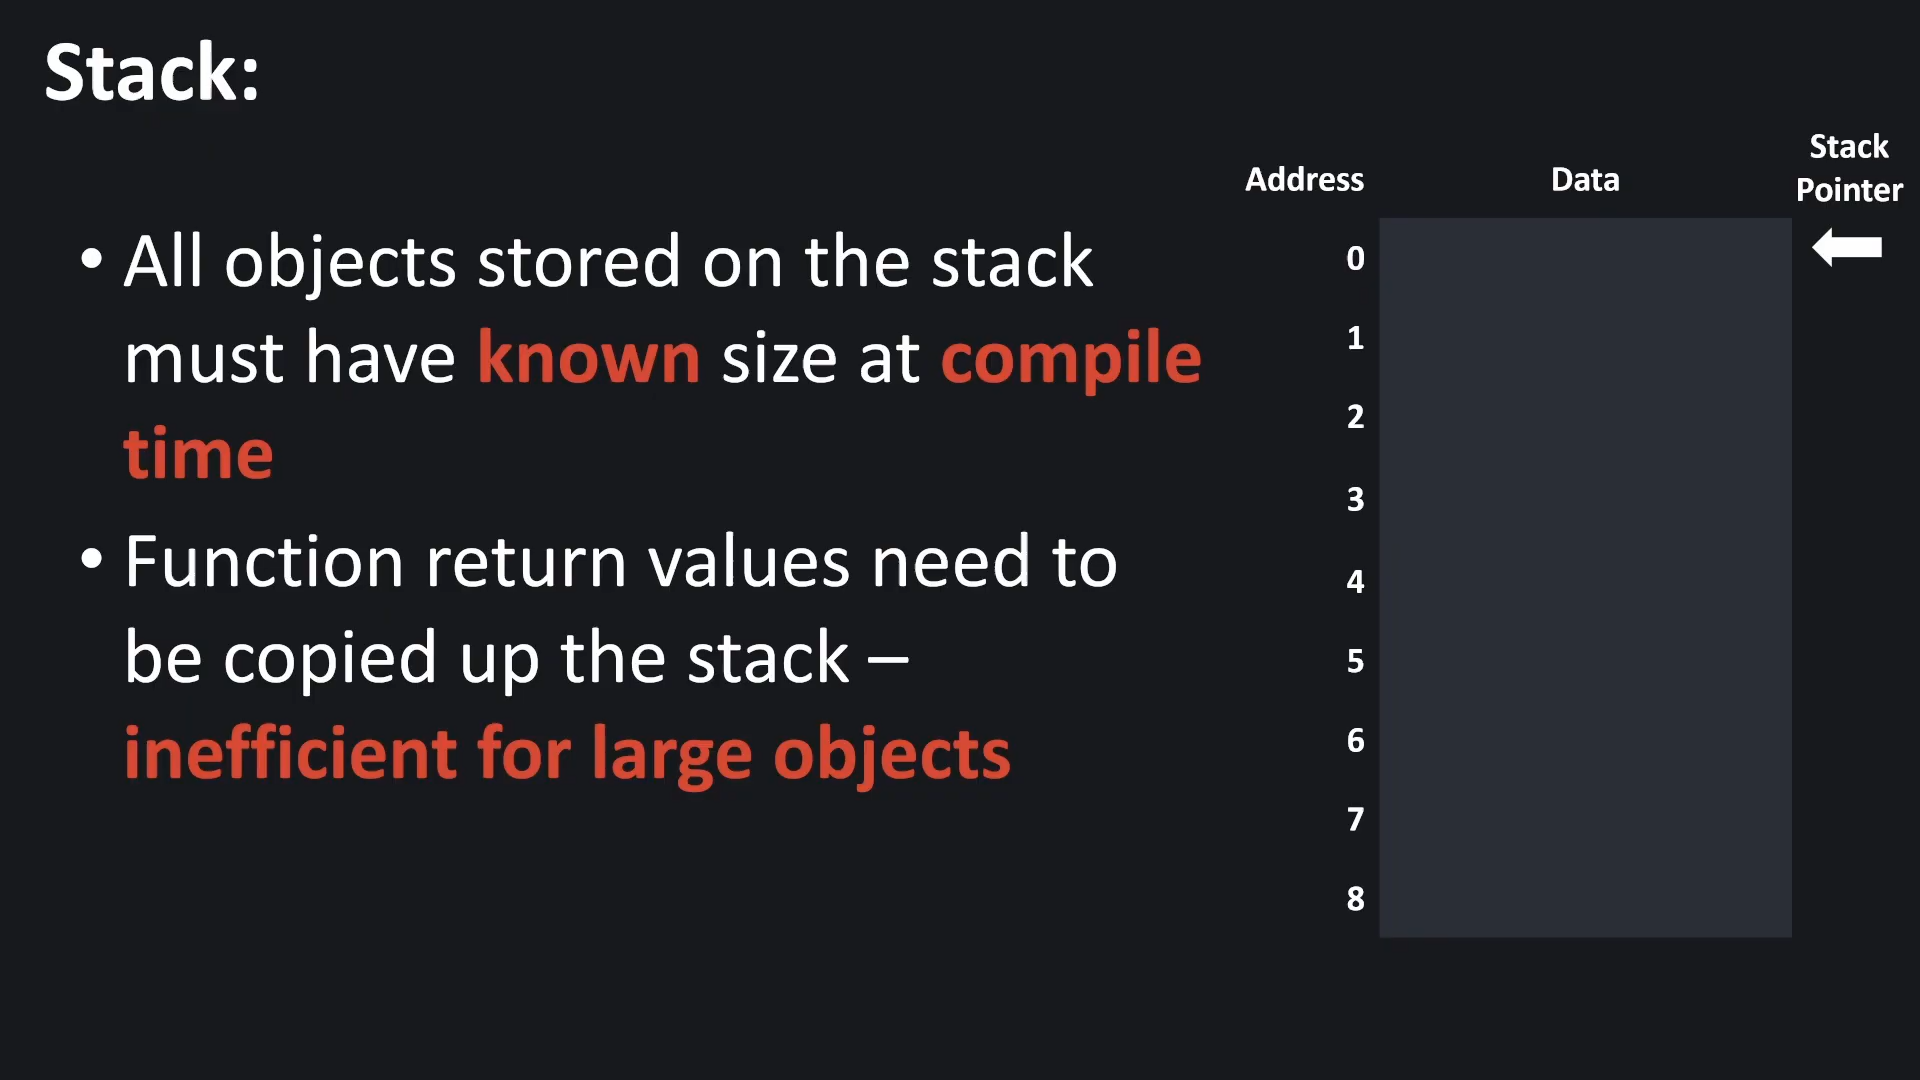 Stack:
• All objects stored on the stack
must have known size at compile
time
• Function return values need to
be copied up the stack –
inefficient for large objects
Address
Data
Stack
Pointer
0
1
2
3
4
5
6
7
8